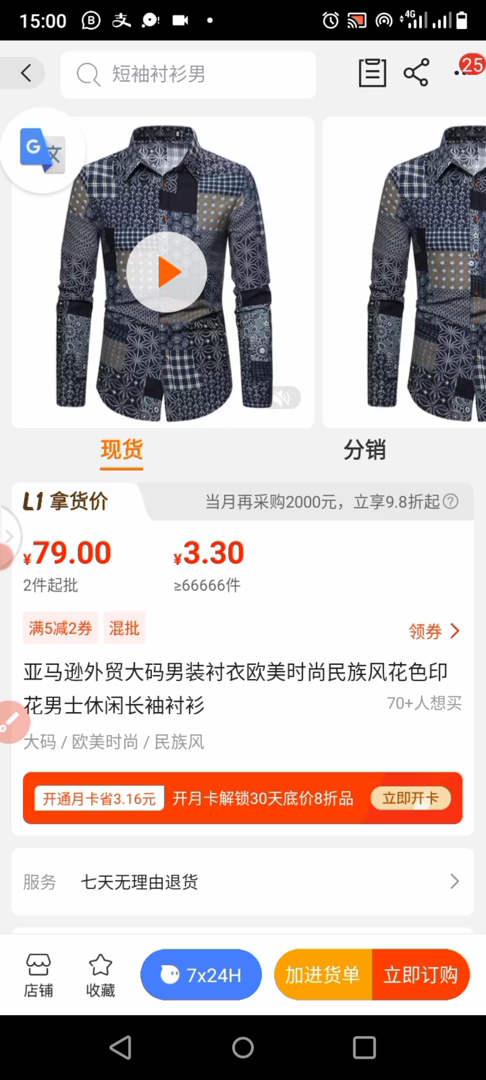 15:00
4G
短袖衬衫男
25
G 文
现货
分销
L1 拿货价
当月再采购2000元，立享9.8折起?
¥79.00
¥3.30
2件起批
≥66666件
满5减2券
混批
领券
亚马逊外贸大码男装衬衣欧美时尚民族风花色印
花男士休闲长袖衬衫
70+人想买
大码 / 欧美时尚 / 民族风
开通月卡省3.16元
开月卡解锁30天底价8折品
立即开卡
服务
七天无理由退货
店铺
收藏
7x24H
加进货单
立即订购